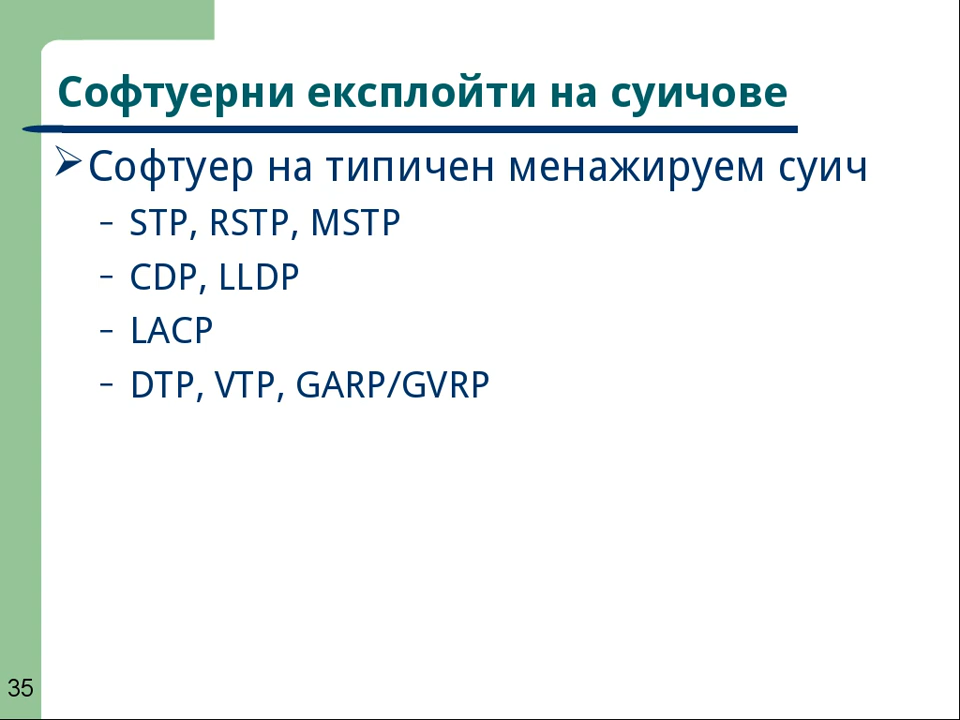 Софтуерни експлойти на суичове
➢Софтуер на типичен менажируем суич
– STP, RSTP, MSTP
– CDP, LLDP
– LACP
– DTP, VTP, GARP/GVRP
35